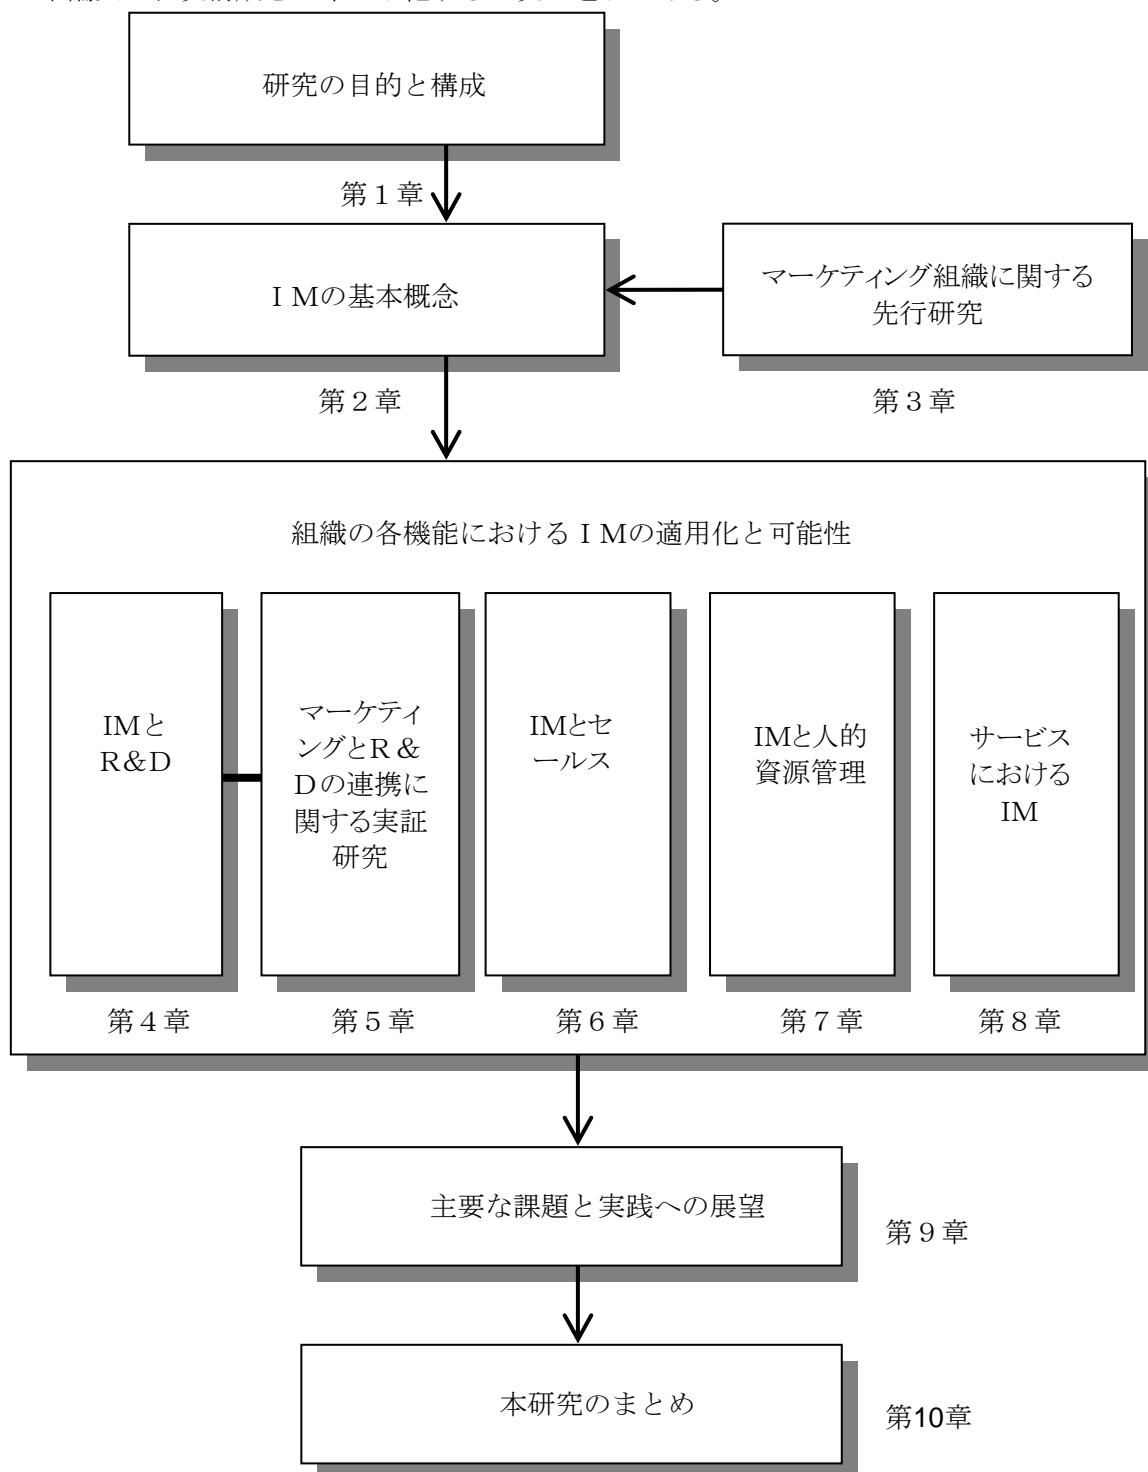 研究の目的と構成
第１章
ＩＭの基本概念
マーケティング組織に関する
先行研究
第２章
第３章
組織の各機能におけるＩＭの適用化と可能性
IMと
R&D
マーケティ
ングとR＆
Dの連携に
関する実証
研究
IMとセ
ールス
IMと人的
資源管理
サービス
における
IM
第４章
第５章
第６章
第７章
第８章
主要な課題と実践への展望
第９章
本研究のまとめ
第10章